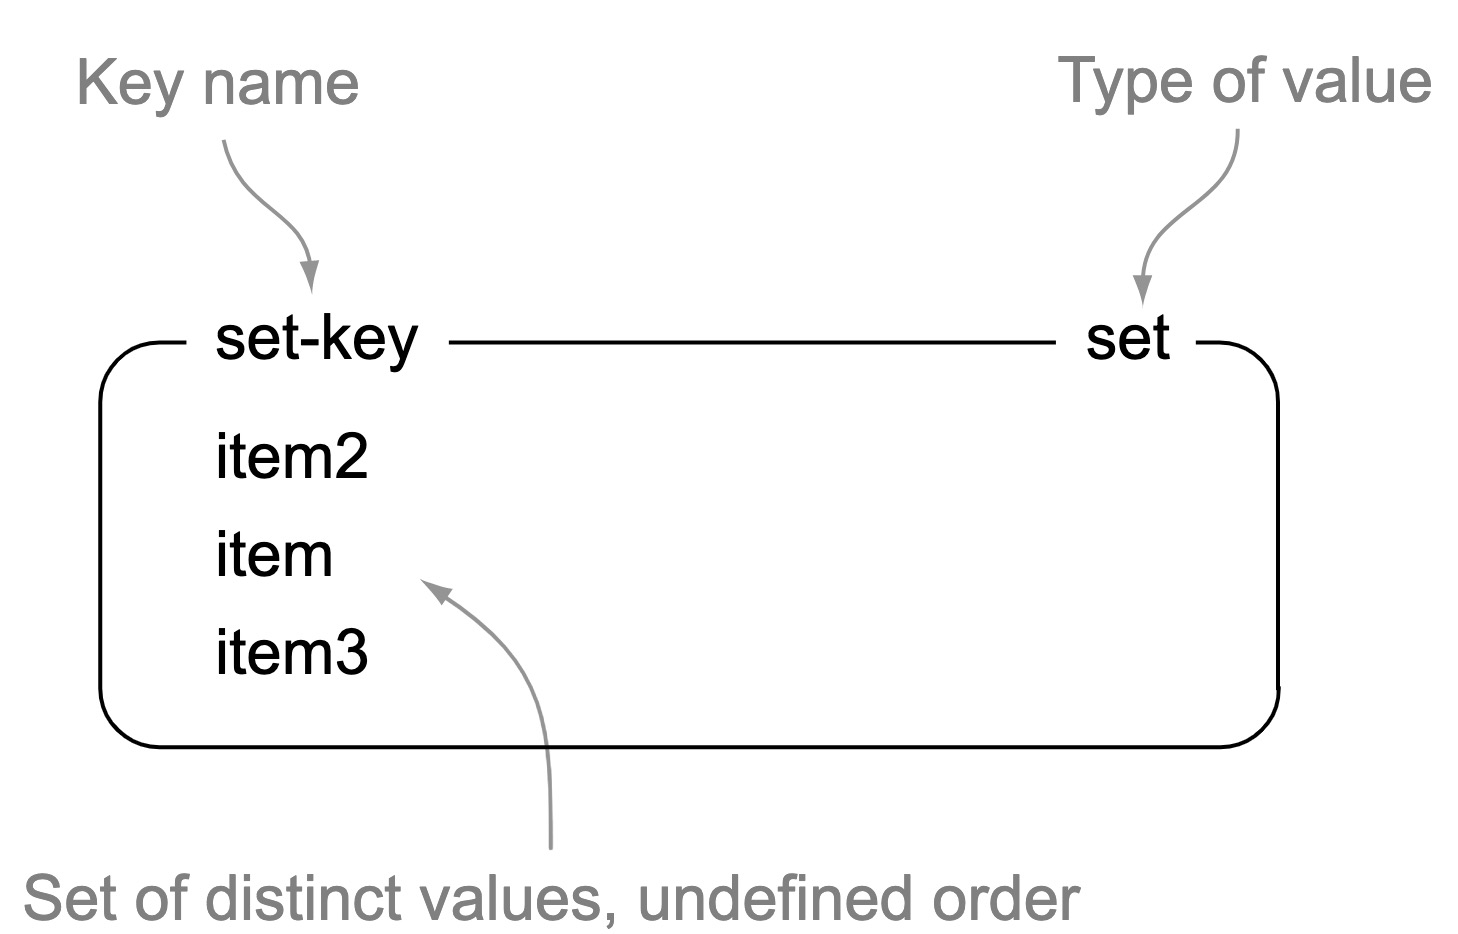 Key name
Type of value
set-key
set
item2
item
item3
Set of distinct values, undefined order